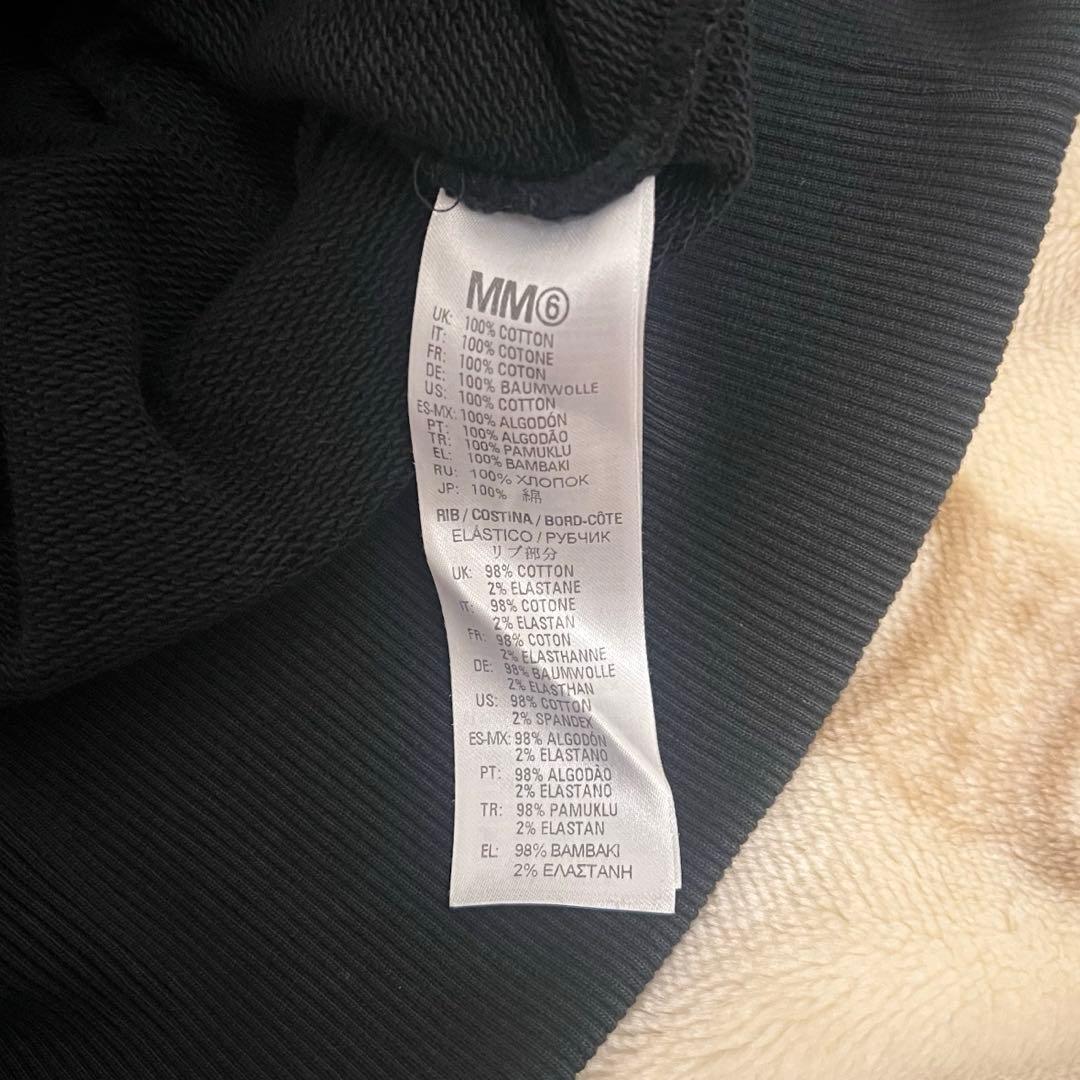 MM⑥
UK: 100% COTTON
IT: 100% COTONE
FR: 100% COTON
DE: 100% BAUMWOLLE
US: 100% COTTON
ES-MX: 100% ALGODÓN
PT: 100% ALGODÃO
TR: 100% PAMUKLU
EL: 100% BAMBAKI
RU: 100% ХЛОПОК
JP: 100% 綿
RIB / COSTINA / BORD-CÔTE
ELÁSTICO / РУБЧИК
リブ部分
UK: 98% COTTON
2% ELASTANE
IT: 98% COTONE
2% ELASTAN
FR: 98% COTON
2% ELASTHANNE
DE: 98% BAUMWOLLE
2% ELASTHAN
US: 98% COTTON
2% SPANDEX
ES-MX: 98% ALGODÓN
2% ELASTANO
PT: 98% ALGODÃO
2% ELASTANO
TR: 98% PAMUKLU
2% ELASTAN
EL: 98% BAMBAKI
2% ΕΛΑΣΤΑΝΗ